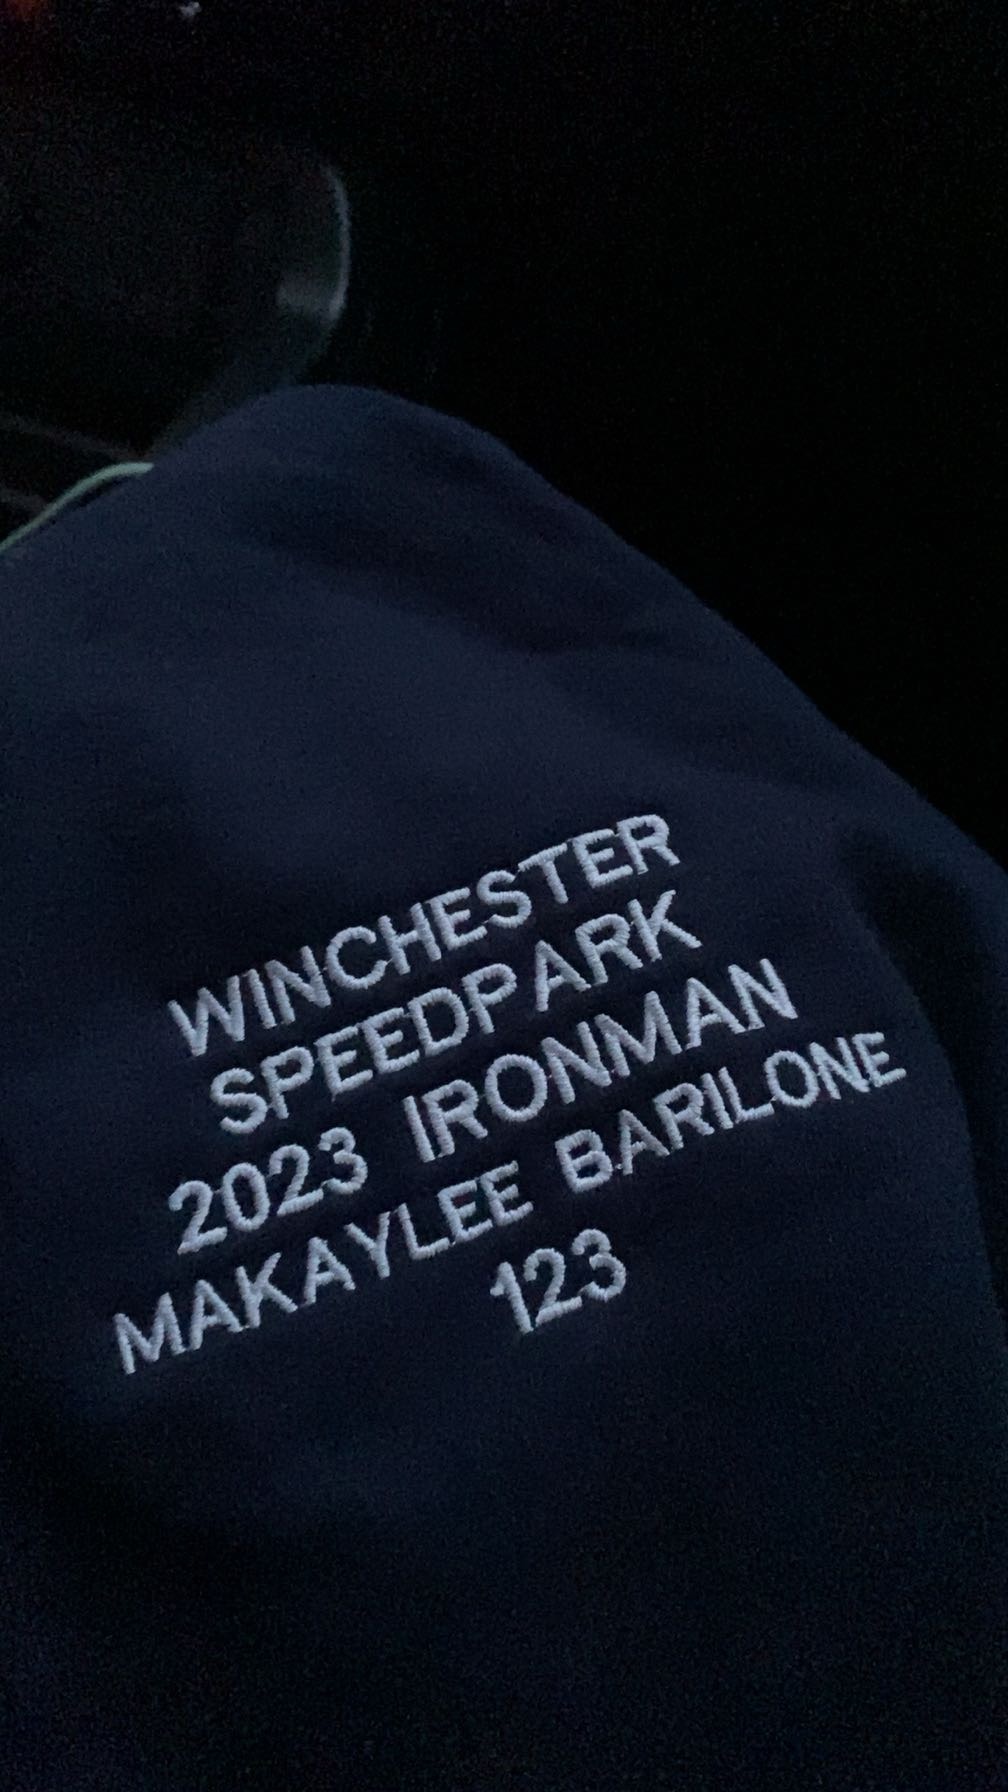 WINCHESTER
SPEEDPARK
2023 IRONMAN
MAKAYLEE BARILONE
123